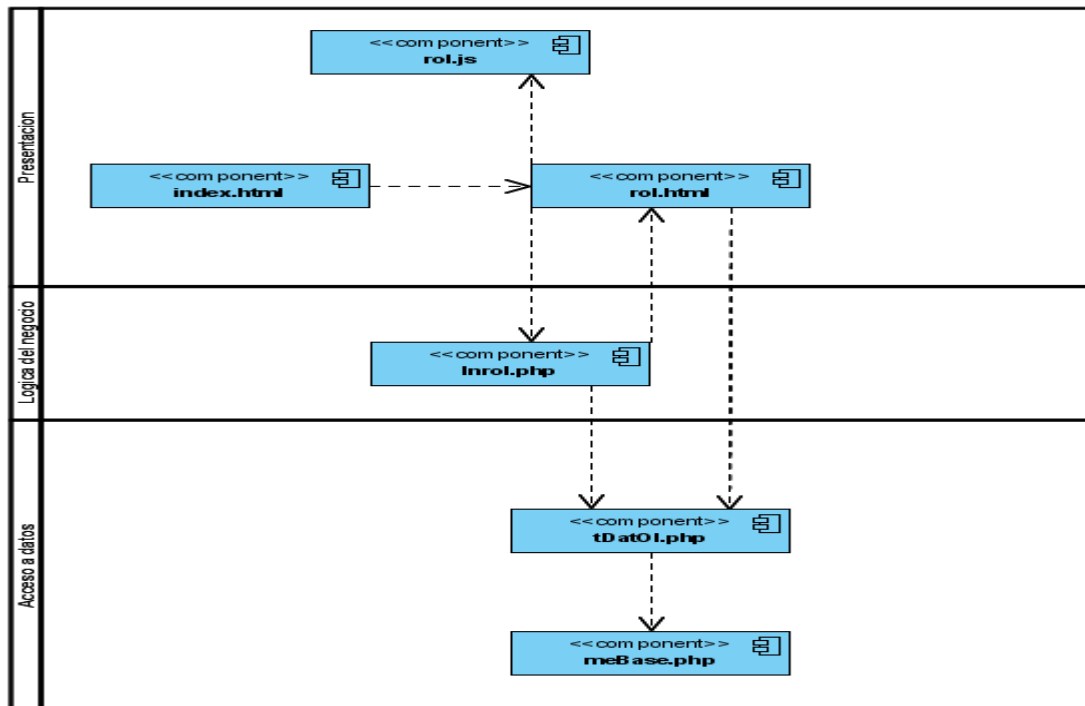 Presentacion
<<component>>
rol.js
<<component>>
index.html
<<component>>
rol.html
Logica del negocio
<<component>>
lnrol.php
Acceso a datos
<<component>>
tDatOl.php
<<component>>
meBase.php